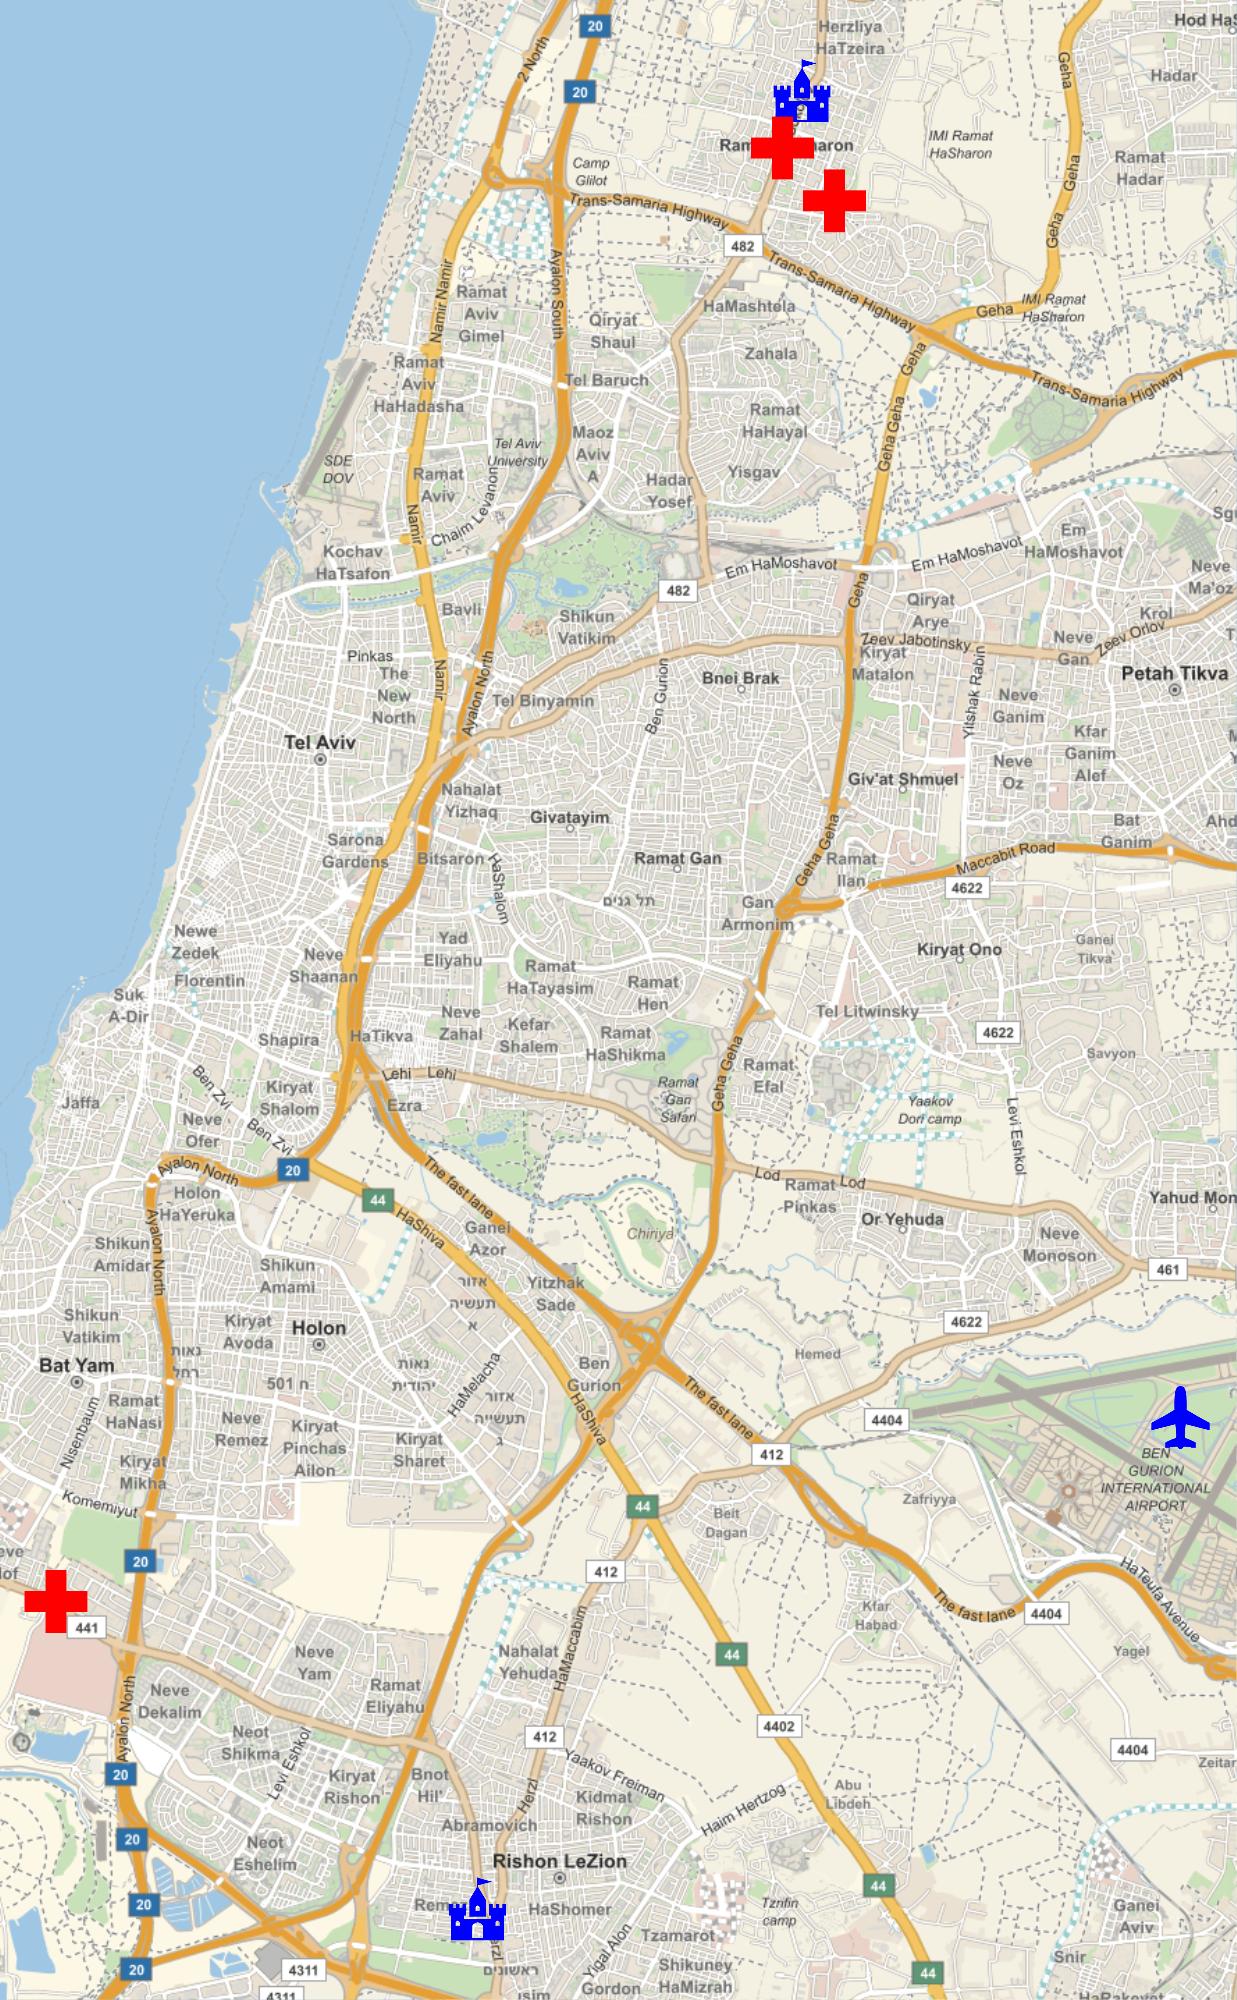 Herzliya
HaTzeira
Hod HaS
20
2 North
Geha
Hadar
20
IMI Ramat
HaSharon
Camp
Glilot
Ramat
Hadar
Geha
Trans-Samaria Highway
482
Geha
Trans-Samaria Highway
Namir Namir
Ayalon South
Ramat
Aviv
Gimel
HaMashtela
Geha
IMI Ramat
HaSharon
Qiryat
Shaul
Zahala
Geha
Ramat
Aviv
HaHadasha
Tel Baruch
Trans-Samaria Highway
Ramat
HaHayal
Geha Geha
Maoz
Aviv
A
Tel Aviv
University
SDE
DOV
Ramat
Aviv
Yisgav
Hadar
Yosef
Chaim Levanon
Namir
Em
HaMoshavot
Kochav
HaTsafon
Em HaMoshavot
Em HaMoshavot
Neve
Ma'oz
482
Geha
Bavli
Shikun
Vatikim
Qiryat
Arye
Krol
Zeev Jabotinsky
Neve
Gan
Zeev Orlov
Pinkas
The
New
North
Namir
Ayalon North
Kiryat
Matalon
Bnei Brak
Ben Gurion
Yitshak Rabin
Petah Tikva
Tel Binyamin
Neve
Ganim
Tel Aviv
Kfar
Ganim
Alef
Neve
Oz
Giv'at Shmuel
Nahalat
Yizhaq
Givatayim
Bat
Ganim
Sarona
Gardens
Bitsaron
HaShalom
Ramat Gan
Geha Geha
Ramat
Ilan
Maccabit Road
4622
תל גנים
Gan
Armonim
Newe
Zedek
Yad
Eliyahu
Kiryat Ono
Ganei
Tikva
Neve
Shaanan
Florentin
Ramat
HaTayasim
Ramat
Hen
Suk
A-Dir
Neve
Zahal
Tel Litwinsky
Shapira
HaTikva
Kefar
Shalem
Ramat
HaShikma
4622
Savyon
Geha Geha
Ramat
Efal
Lehi
Lehi
Ben Zvi
Kiryat
Shalom
Ezra
Ramat
Gan
Safari
Jaffa
Yaakov
Dori camp
Levi Eshkol
Neve
Ofer
Ben Zvi
Ayalon North
20
The fast lane
Lod
Lod
Ramat
Pinkas
Holon
HaYeruka
44
HaShiva
Yahud Mon
Ayalon North
Ganei
Azor
Chiriya
Or Yehuda
Shikun
Amidar
Neve
Monoson
Shikun
Amami
אזור
תעשיה
א
Yitzhak
Sade
461
Shikun
Vatikim
Kiryat
Avoda
Holon
4622
נאות
רחל
Hemed
Bat Yam
501 ח
נאות
יהודית
Ben
Gurion
HaMelacha
The fast lane
אזור
תעשייה
ג
Ramat
HaNasi
Nisenbaum
Neve
Remez
Kiryat
Pinchas
Ailon
Kiryat
Sharet
HaShiva
4404
412
BEN
GURION
INTERNATIONAL
AIRPORT
Kiryat
Mikha
Komemiyut
44
Beit
Dagan
Zafriyya
20
412
HaTeufa Avenue
The fast lane
4404
Kfar
Habad
441
HaMaccabim
Nahalat
Yehuda
44
Yagel
Neve
Yam
Ramat
Eliyahu
Neve
Dekalim
Ayalon North
Neot
Shikma
4402
412
4404
Zeitar
Levi Eshkol
20
Kiryat
Rishon
Bnot
Hil'
Yaakov Freiman
Herzl
Kidmat
Rishon
Haim Hertzog
Abu
Libdeh
Abramovich
20
Neot
Eshelim
Rishon LeZion
44
20
HaShomer
Tzrifin
camp
Ganei
Aviv
Tzamarot
Yigal Alon
Snir
20
4311
ראשונים
Shikuney
HaMizrah
44
Gordon
4311